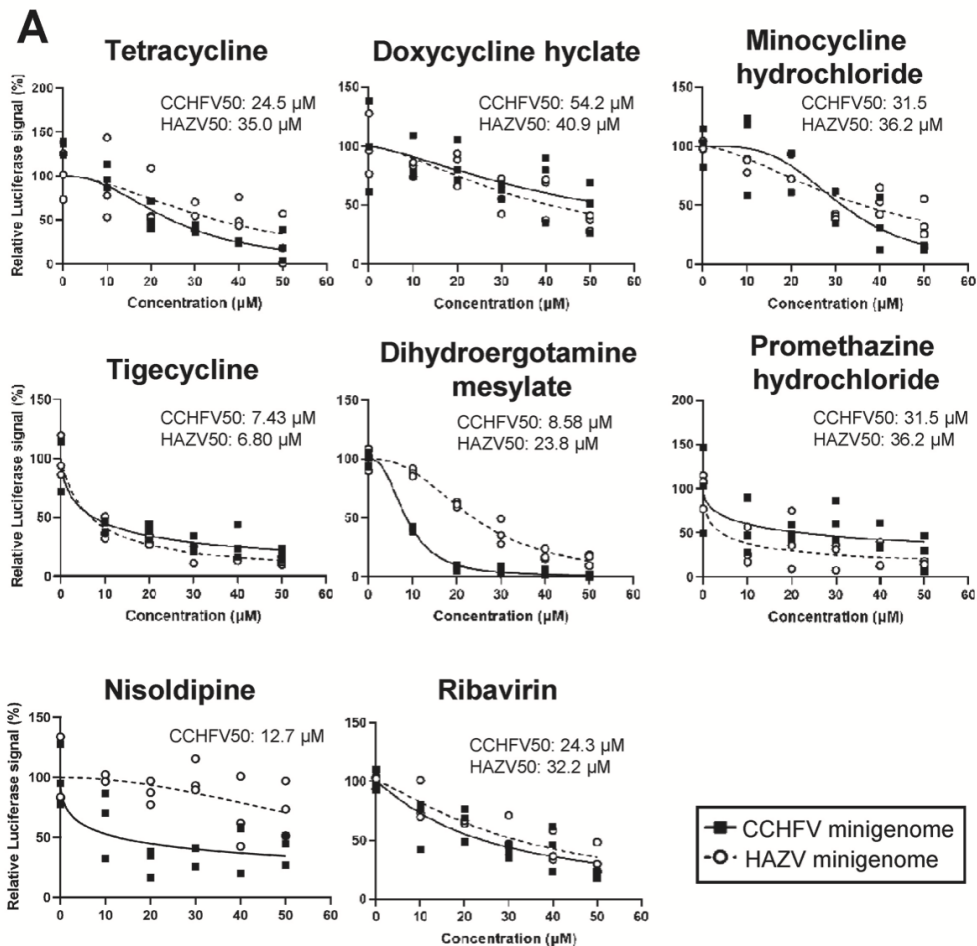 A
Tetracycline
Relative Luciferase signal (%)
200
150
100
50
0
CCHFV50: 24.5 µM
HAZV50: 35.0 µM
0 10 20 30 40 50 60
Concentration (µM)
Doxycycline hyclate
150
100
50
0
CCHFV50: 54.2 µM
HAZV50: 40.9 µM
0 10 20 30 40 50 60
Concentration (µM)
Minocycline
hydrochloride
150
100
50
0
CCHFV50: 31.5
HAZV50: 36.2 µM
0 10 20 30 40 50 60
Concentration (µM)
Tigecycline
Relative Luciferase signal (%)
150
100
50
0
CCHFV50: 7.43 µM
HAZV50: 6.80 µM
0 10 20 30 40 50 60
Concentration (µM)
Dihydroergotamine
mesylate
150
100
50
0
CCHFV50: 8.58 µM
HAZV50: 23.8 µM
0 10 20 30 40 50 60
Concentration (µM)
Promethazine
hydrochloride
200
150
100
50
0
CCHFV50: 31.5 µM
HAZV50: 36.2 µM
0 10 20 30 40 50 60
Concentration (µM)
Nisoldipine
Relative Luciferase signal (%)
150
100
50
0
CCHFV50: 12.7 µM
0 10 20 30 40 50 60
Ribavirin
150
100
50
0
CCHFV50: 24.3 µM
HAZV50: 32.2 µM
0 10 20 30 40 50 60
Concentration (µM)
CCHFV minigenome
HAZV minigenome